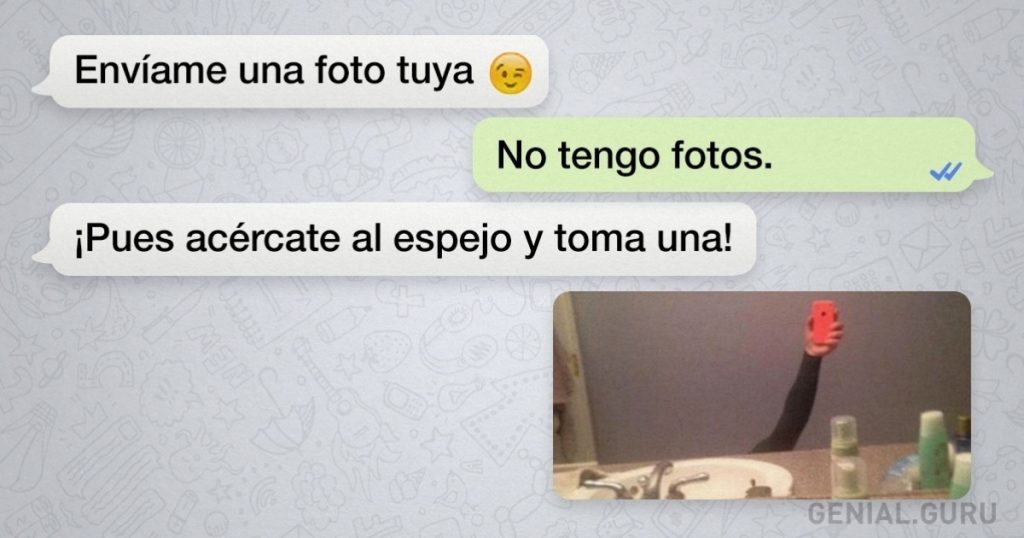 Envíame una foto tuya 😉
No tengo fotos.
¡Pues acércate al espejo y toma una!
GENIAL.GURU